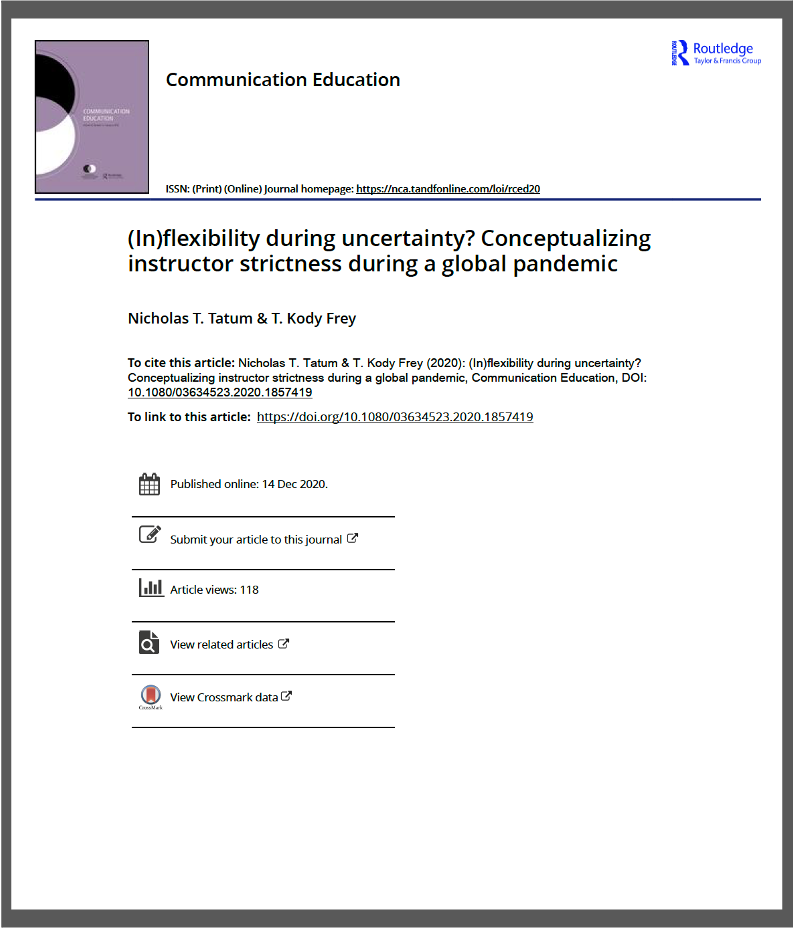 Routledge
Taylor & Francis Group
ROUTLEDGE
COMMUNICATION
EDUCATION
Communication Education
ISSN: (Print) (Online) Journal homepage: https://nca.tandfonline.com/loi/rced20
(In)flexibility during uncertainty? Conceptualizing
instructor strictness during a global pandemic
Nicholas T. Tatum & T. Kody Frey
To cite this article: Nicholas T. Tatum & T. Kody Frey (2020): (In)flexibility during uncertainty?
Conceptualizing instructor strictness during a global pandemic, Communication Education, DOI:
10.1080/03634523.2020.1857419
To link to this article: https://doi.org/10.1080/03634523.2020.1857419
Published online: 14 Dec 2020.
Submit your article to this journal
Article views: 118
View related articles
View Crossmark data
CrossMark